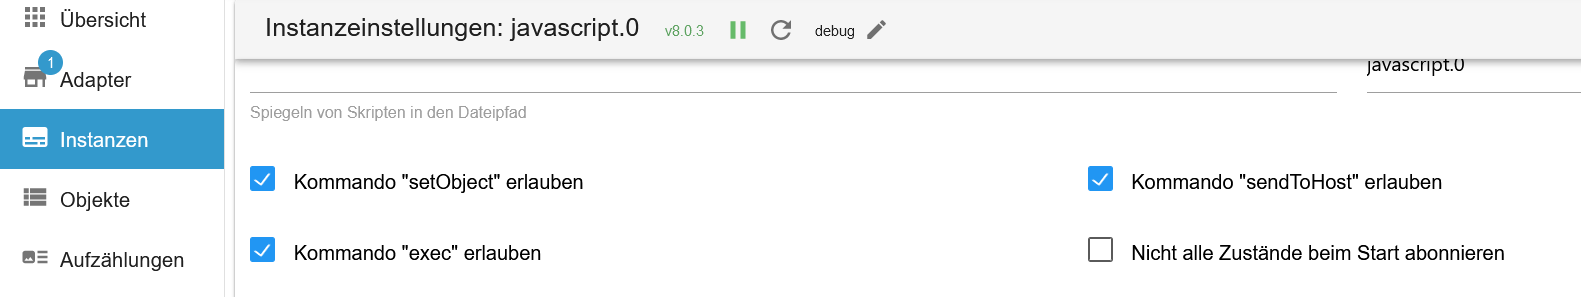 Übersicht
1
Adapter
Instanzen
Objekte
Aufzählungen
Instanzeinstellungen: javascript.0 v8.0.3 debug
javascript.0
Spiegeln von Skripten in den Dateipfad
Kommando "setObject" erlauben
Kommando "sendToHost" erlauben
Kommando "exec" erlauben
Nicht alle Zustände beim Start abonnieren